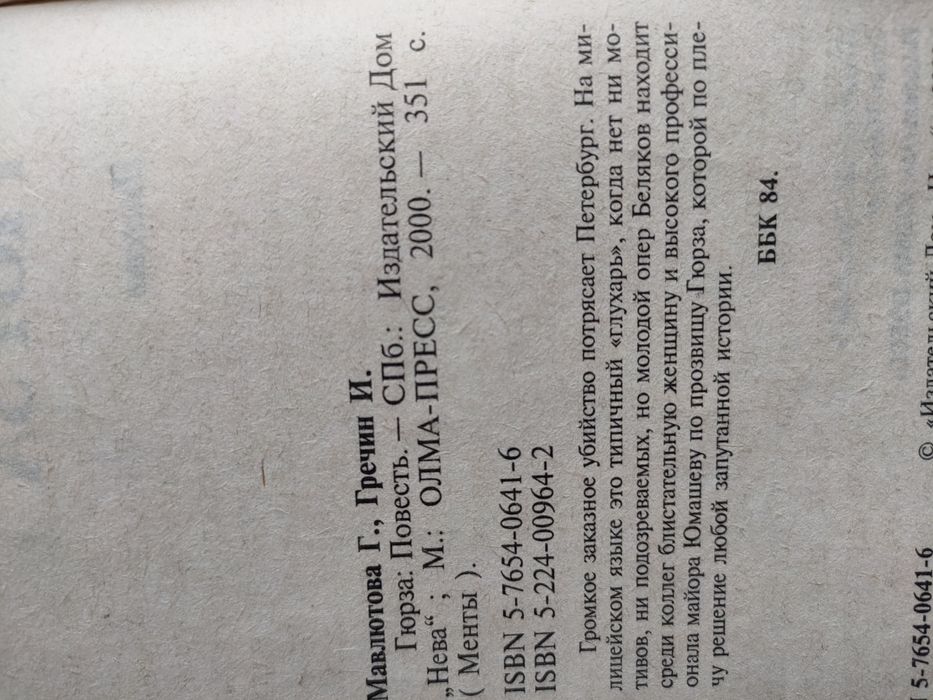 Мавлютова Г., Гречин И.
Гюрза: Повесть. — СПб.: Издательский Дом
„Нева“ ; М.: ОЛМА-ПРЕСС, 2000. — 351 с.
( Менты ).
ISBN 5-7654-0641-6
ISBN 5-224-00964-2
Громкое заказное убийство потрясает Петербург. На ми-
лицейском языке это типичный «глухарь», когда нет ни мо-
тивов, ни подозреваемых, но молодой опер Беляков находит
среди коллег блистательную женщину и высокого професси-
онала майора Юмашеву по прозвищу Гюрза, которой по пле-
чу решение любой запутанной истории.
ББК 84.
5-7654-0641-6
© «Издательский